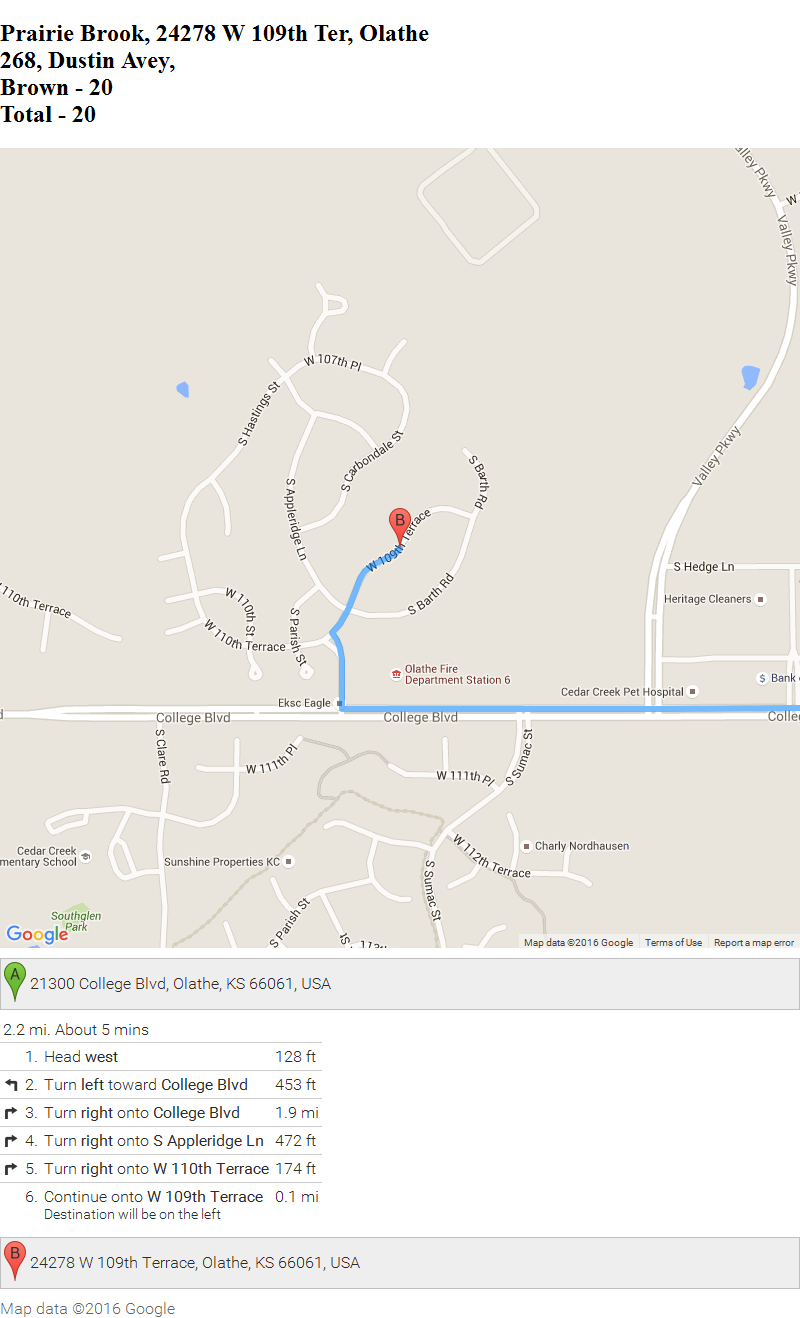 Prairie Brook, 24278 W 109th Ter, Olathe
268, Dustin Avey,
Brown - 20
Total - 20
alley Pkwy
W
Valley Pkwy
W 107th Pl
S Hastings St
S Carbondale St
Valley Pkwy
S Barth Rd
S Appleridge Ln
B
W 109th Terrace
S Hedge Ln
110th Terrace
W 110th St
S Barth Rd
Heritage Cleaners
S Parish St
W 110th Terrace
Olathe Fire
Department Station 6
$ Bank
Cedar Creek Pet Hospital
Eksc Eagle
d
College Blvd
College Blvd
Colle
S Clare Rd
W 111th Pl
S Sumac St
W 111th Pl
Cedar Creek
mentary School
Sunshine Properties KC
Charly Nordhausen
W 112th Terrace
S Sumac St
S Parish St
Southglen
Park
Google
Map data ©2016 Google Terms of Use Report a map error
A 21300 College Blvd, Olathe, KS 66061, USA
2.2 mi. About 5 mins
1. Head west 128 ft
2. Turn left toward College Blvd 453 ft
3. Turn right onto College Blvd 1.9 mi
4. Turn right onto S Appleridge Ln 472 ft
5. Turn right onto W 110th Terrace 174 ft
6. Continue onto W 109th Terrace 0.1 mi
Destination will be on the left
B 24278 W 109th Terrace, Olathe, KS 66061, USA
Map data ©2016 Google